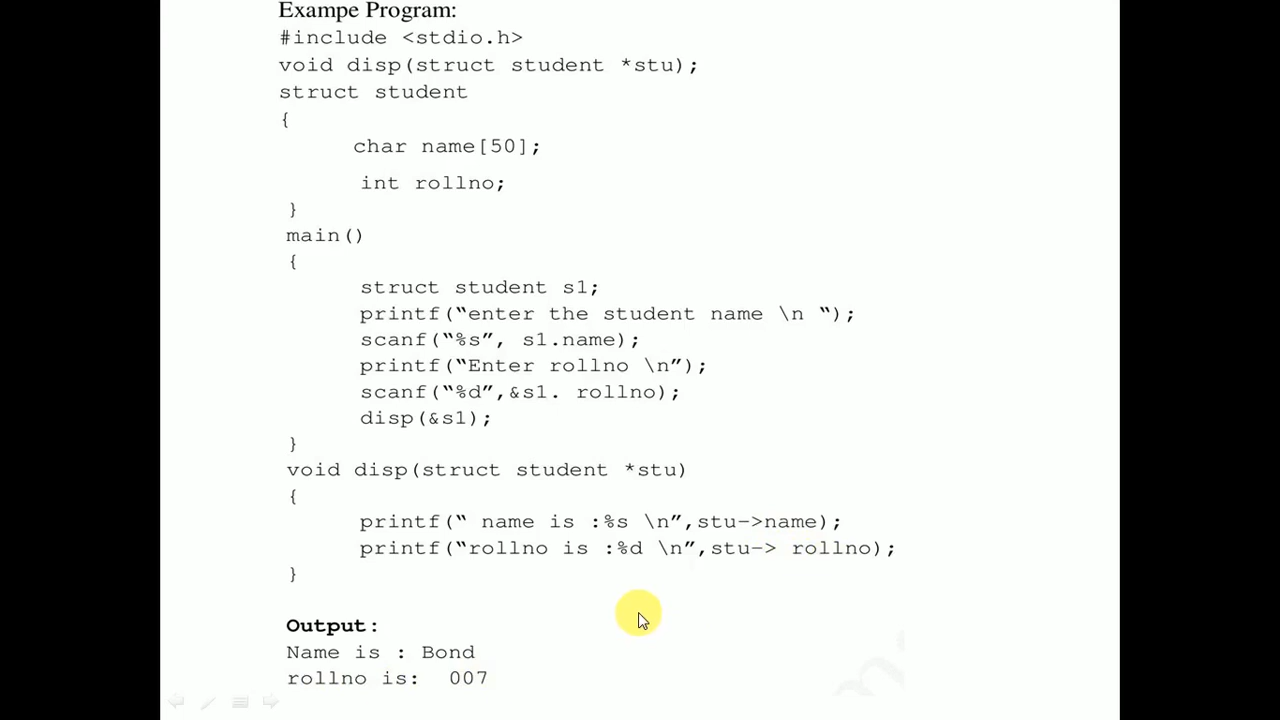 Exampe Program:
#include <stdio.h>
void disp(struct student *stu);
struct student
{
char name[50];
int rollno;
}
main()
{
struct student s1;
printf(“enter the student name \n “);
scanf(“%s”, s1.name);
printf(“Enter rollno \n”);
scanf(“%d”,&s1. rollno);
disp(&s1);
}
void disp(struct student *stu)
{
printf(“ name is :%s \n”,stu->name);
printf(“rollno is :%d \n”,stu-> rollno);
}
Output:
Name is : Bond
rollno is: 007